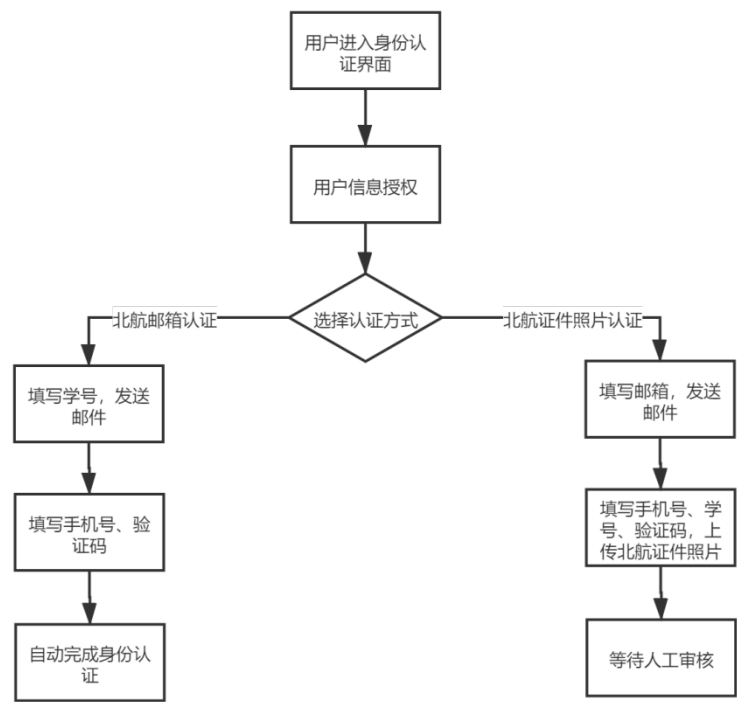 用户进入身份认
证界面
用户信息授权
选择认证方式
北航邮箱认证
北航证件照片认证
填写学号，发送
邮件
填写手机号、验
证码
自动完成身份认
证
填写邮箱，发送
邮件
填写手机号、学
号、验证码，上
传北航证件照片
等待人工审核